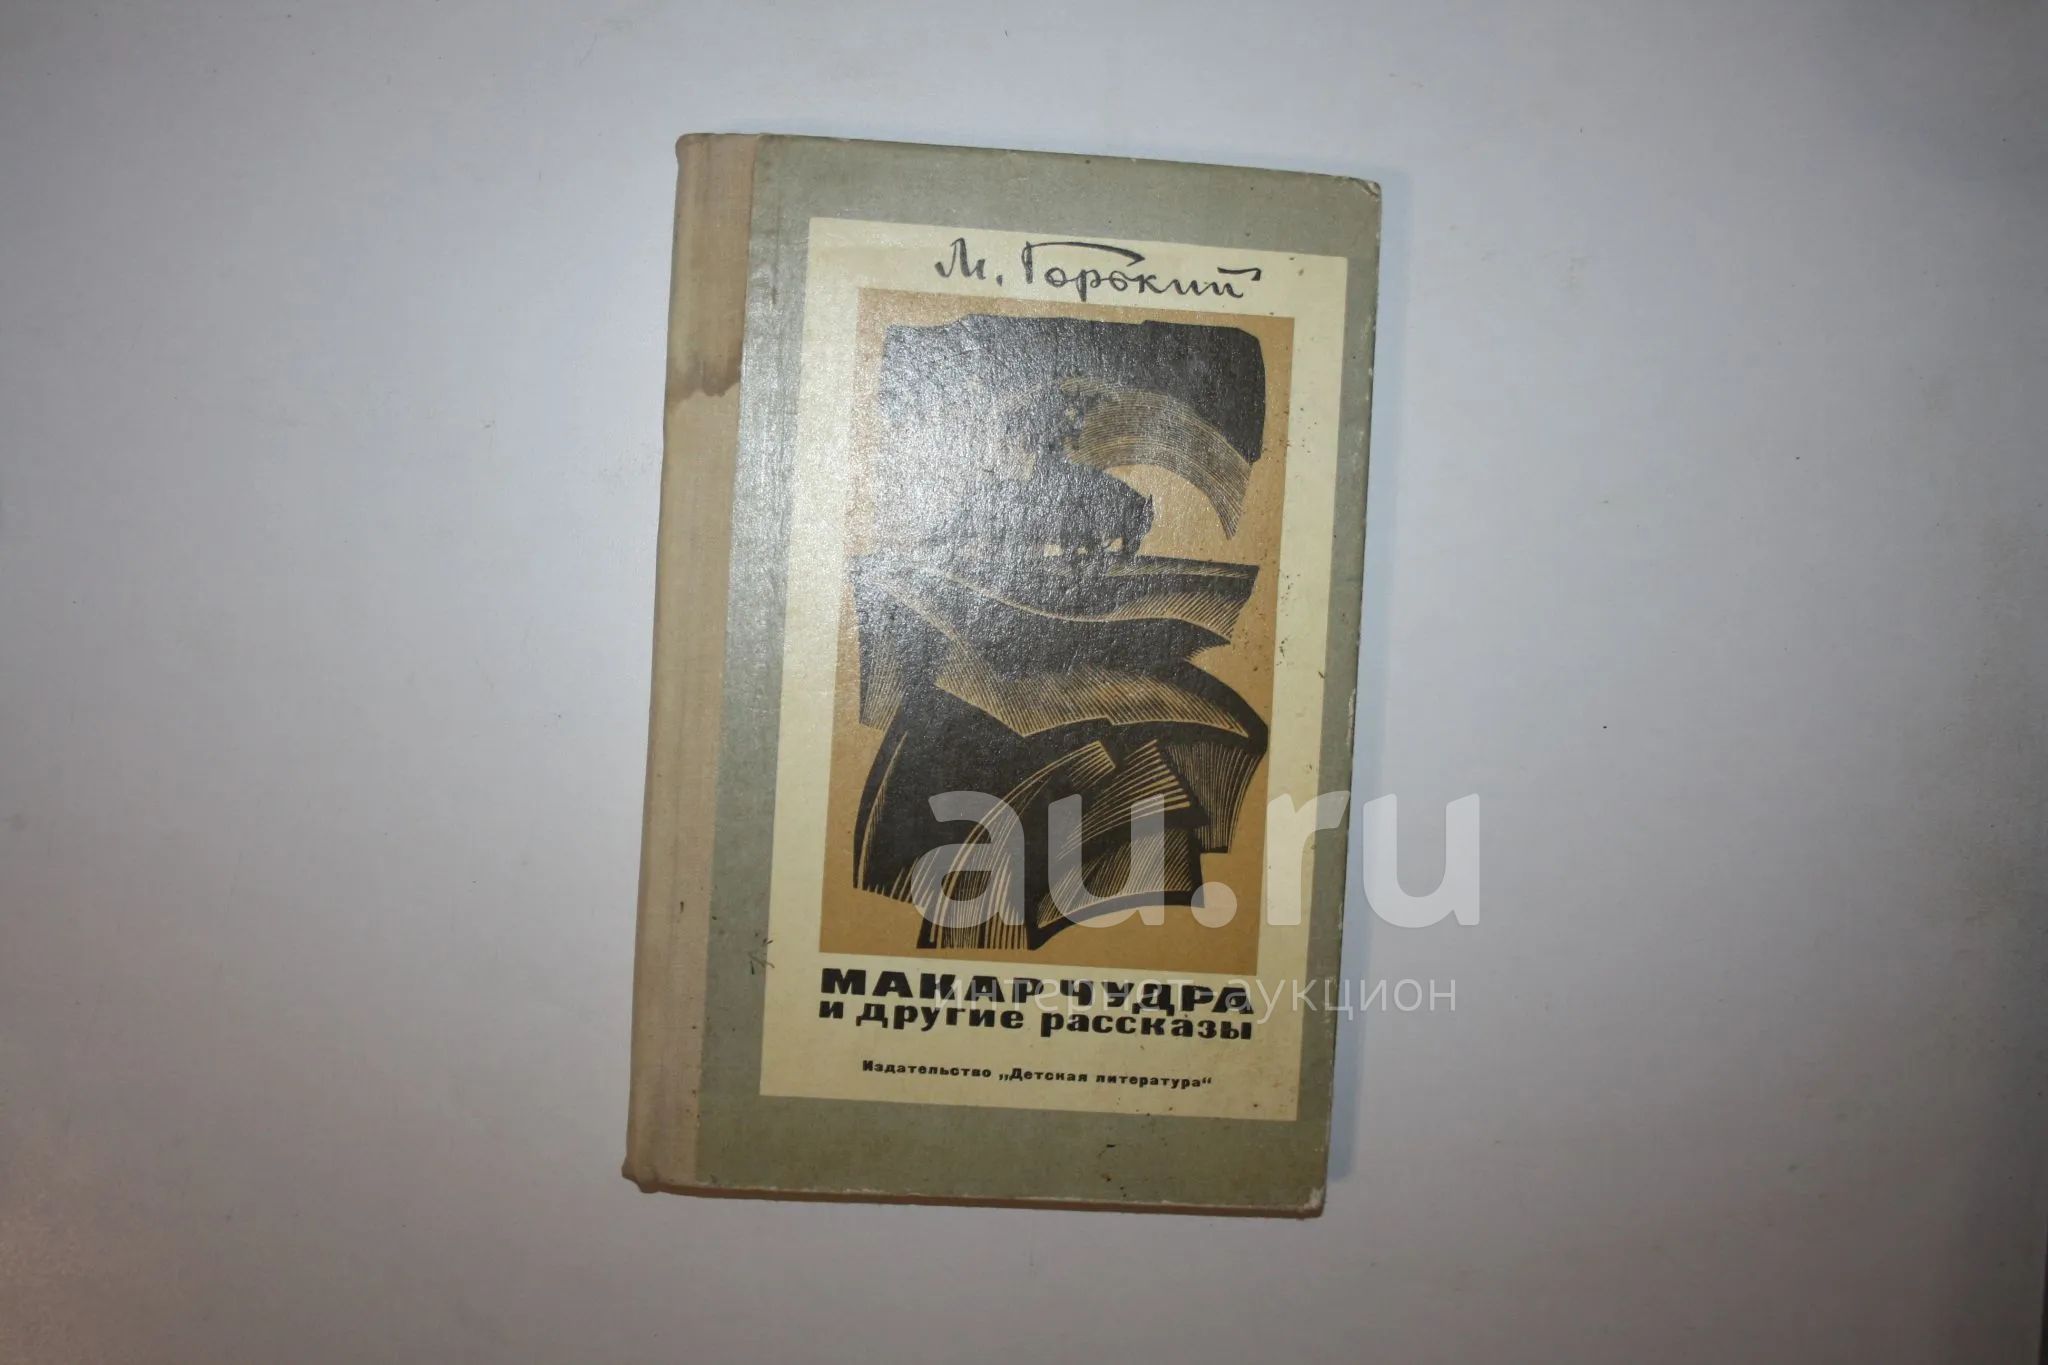 М. Горький
МАКАР ЧУДРА
и другие рассказы
Издательство „Детская литература“
au.ru
интернет-аукцион